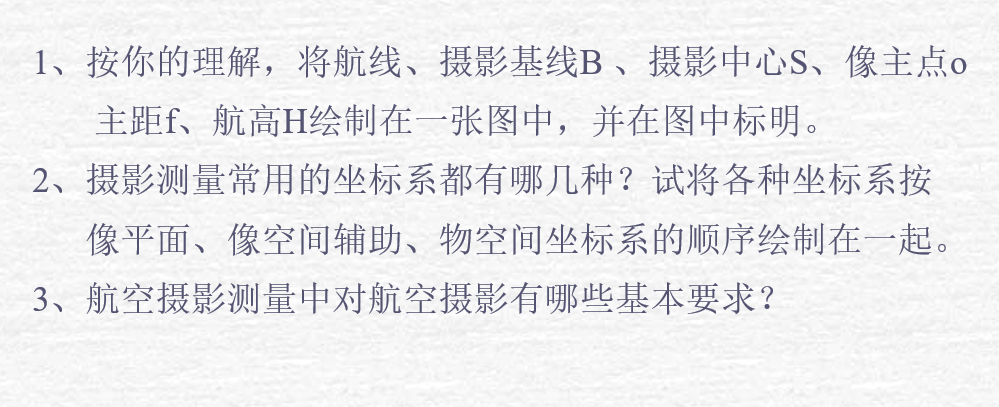 1、按你的理解，将航线、摄影基线B 、摄影中心S、像主点o
主距f、航高H绘制在一张图中，并在图中标明。
2、摄影测量常用的坐标系都有哪几种？试将各种坐标系按
像平面、像空间辅助、物空间坐标系的顺序绘制在一起。
3、航空摄影测量中对航空摄影有哪些基本要求？